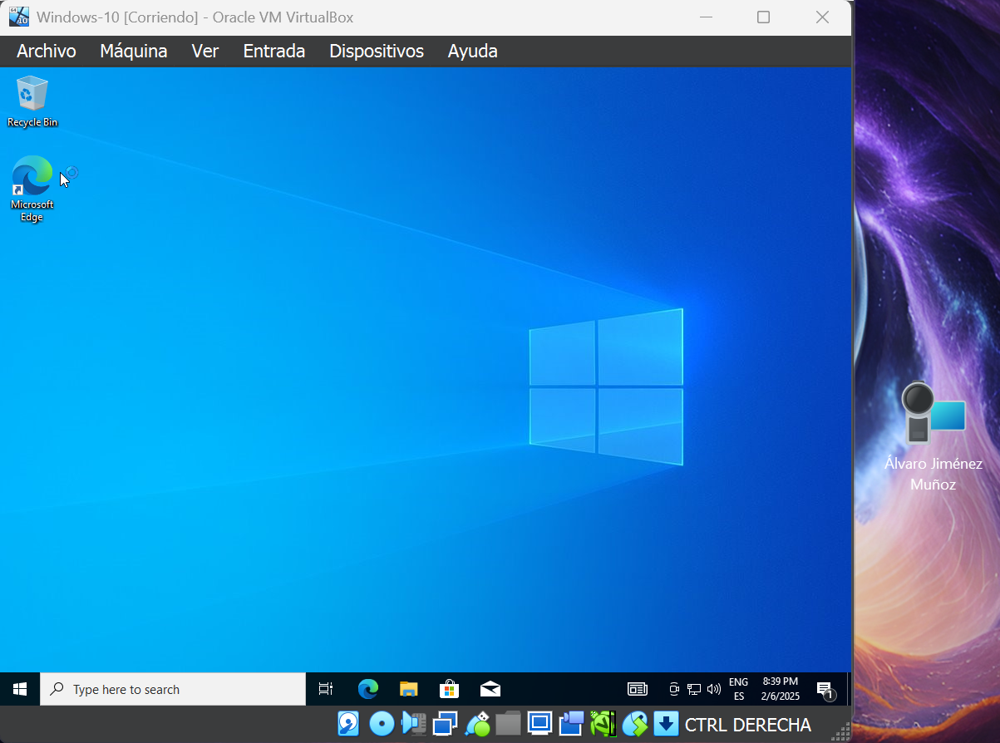 Windows-10 [Corriendo] - Oracle VM VirtualBox
Archivo Máquina Ver Entrada Dispositivos Ayuda
Recycle Bin
Microsoft
Edge
Álvaro Jiménez
Muñoz
Type here to search
ENG
ES
8:39 PM
2/6/2025
1
CTRL DERECHA